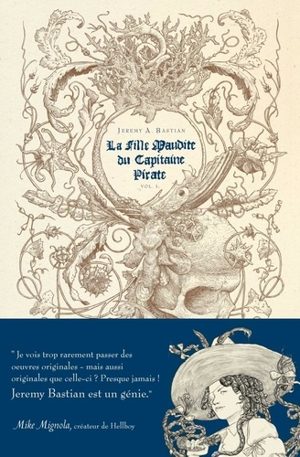 Jeremy A. Bastian
La Fille Maudite
du Capitaine
Pirate
VOL. 1.
" Je vois trop rarement passer des
oeuvres originales - mais aussi
originales que celle-ci ? Presque jamais !
Jeremy Bastian est un génie."
Mike Mignola, créateur de Hellboy